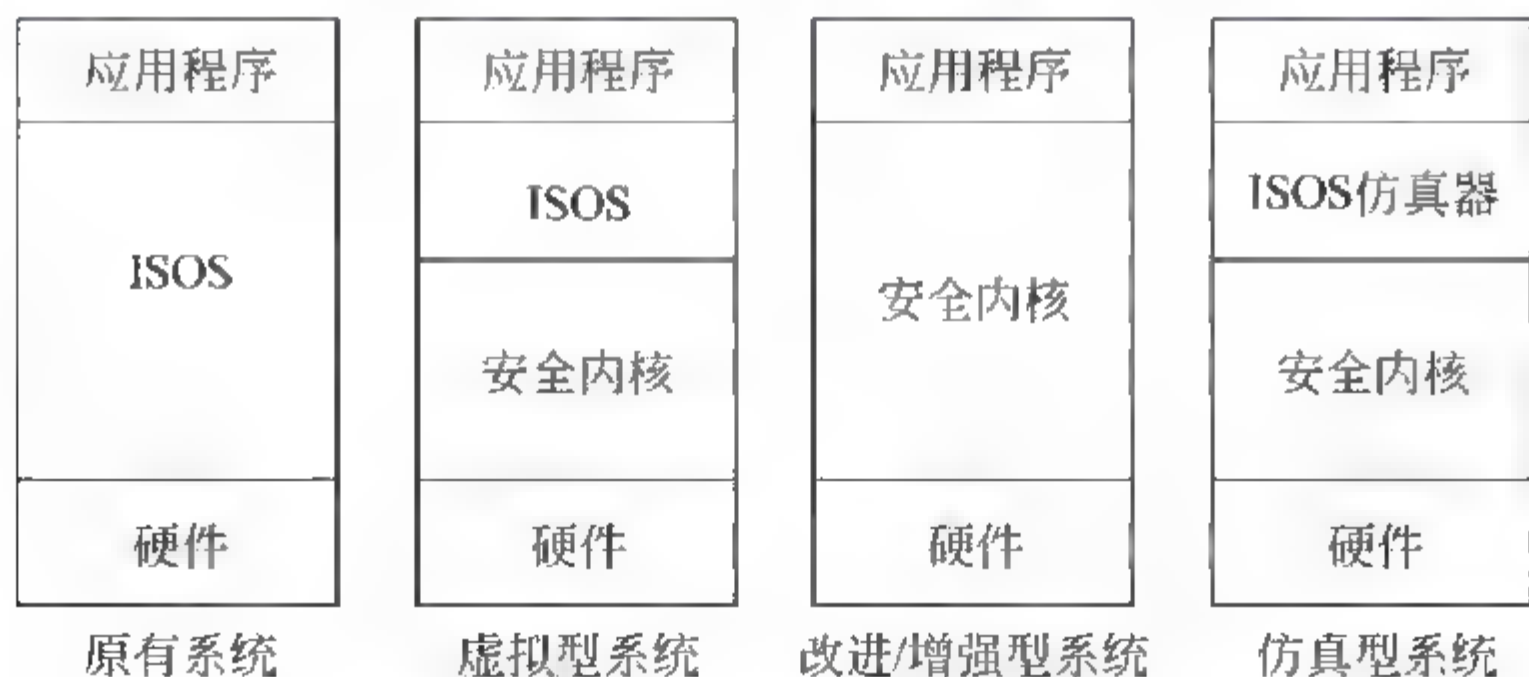 应用程序 应用程序 应用程序 应用程序
ISOS ISOS仿真器
ISOS 安全内核
安全内核 安全内核
硬件 硬件 硬件 硬件
原有系统 虚拟型系统 改进/增强型系统 仿真型系统